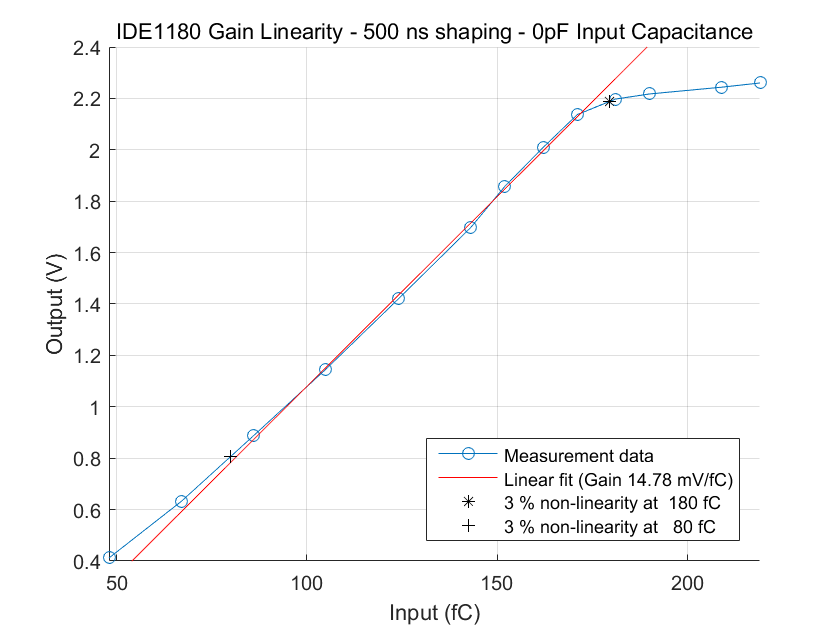 IDE1180 Gain Linearity - 500 ns shaping - 0pF Input Capacitance
2.4
2.2
2
1.8
1.6
1.4
1.2
1
0.8
0.6
0.4
Output (V)
Measurement data
Linear fit (Gain 14.78 mV/fC)
3 % non-linearity at  180 fC
3 % non-linearity at   80 fC
50
100
150
200
Input (fC)